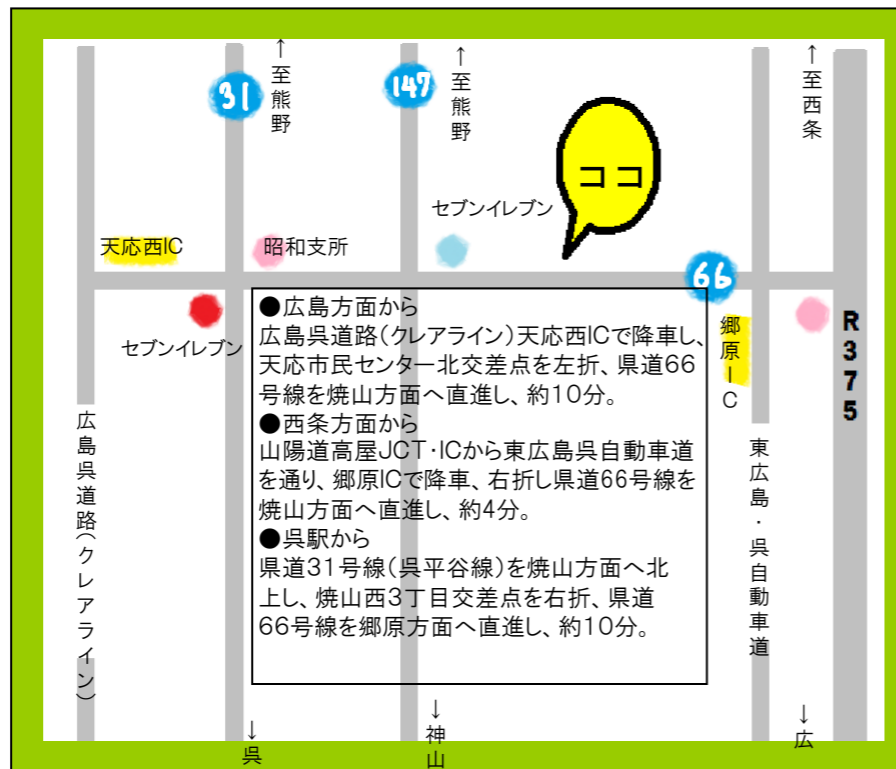 ↑至熊野
↑至熊野
↑至西条
31
147
ココ
セブンイレブン
天応西IC
昭和支所
66
セブンイレブン
郷原IC
R375
●広島方面から
広島呉道路(クレアライン)天応西ICで降車し、
天応市民センター北交差点を左折、県道66
号線を焼山方面へ直進し、約10分。
●西条方面から
山陽道高屋JCT・ICから東広島呉自動車道
を通り、郷原ICで降車、右折し県道66号線を
焼山方面へ直進し、約4分。
●呉駅から
県道31号線(呉平谷線)を焼山方面へ北
上し、焼山西3丁目交差点を右折、県道
66号線を郷原方面へ直進し、約10分。
広島呉道路(クレアライン)
東広島・呉自動車道
↓呉
↓神山
↓広